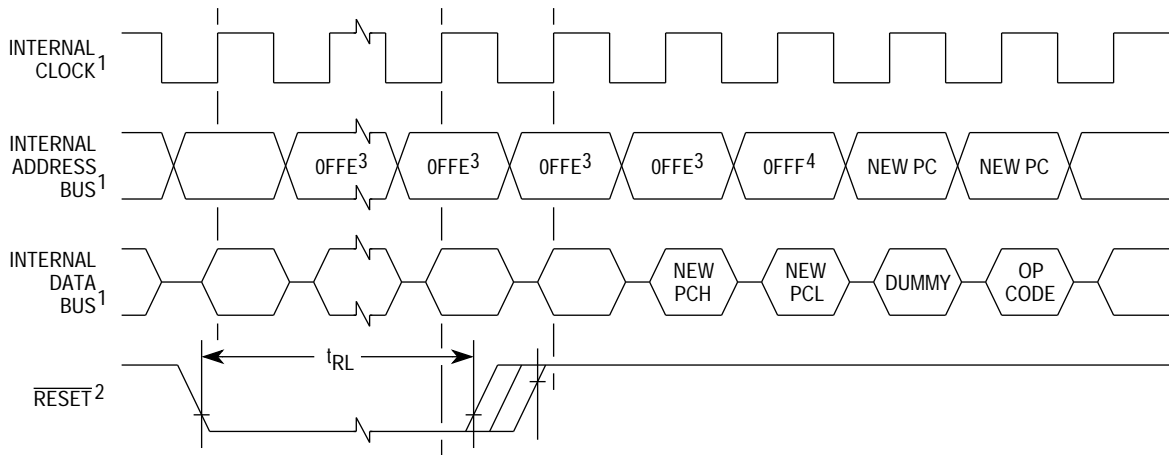 INTERNAL
CLOCK1
INTERNAL
ADDRESS
BUS1
0FFE3
0FFE3
0FFE3
0FFE3
0FFF4
NEW PC
NEW PC
INTERNAL
DATA
BUS1
NEW
PCH
NEW
PCL
DUMMY
OP
CODE
tRL
RESET2